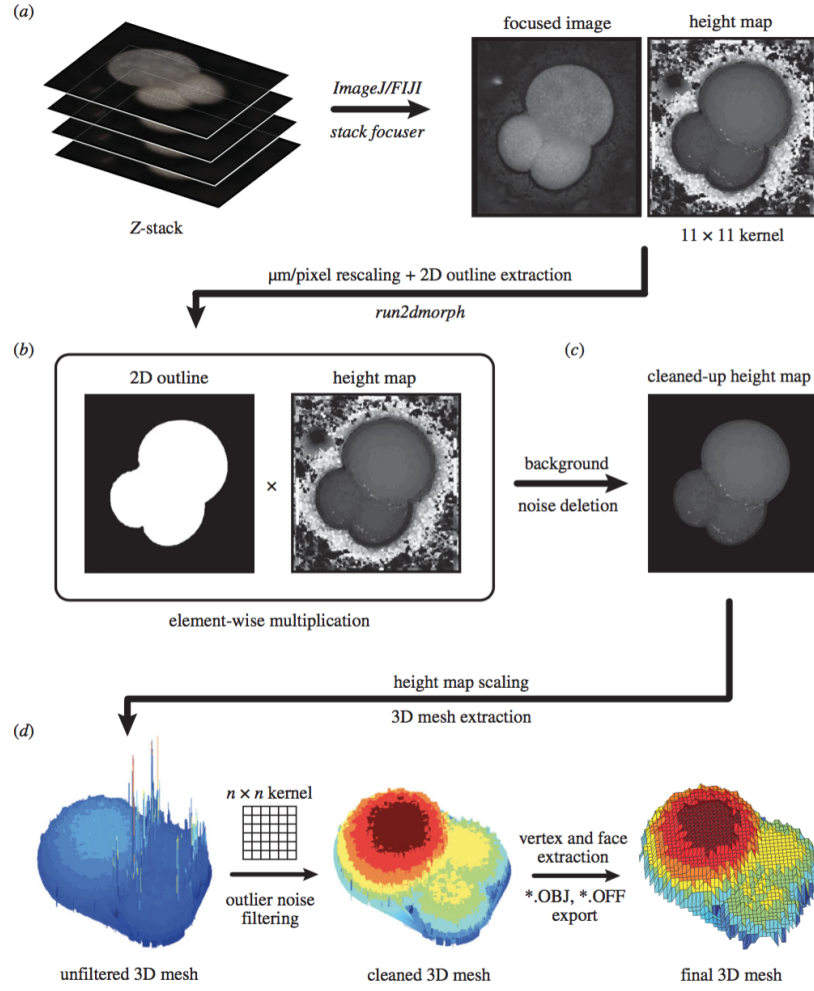 (a)
focused image
height map
ImageJ/FIJI
stack focuser
Z-stack
11 × 11 kernel
µm/pixel rescaling + 2D outline extraction
run2dmorph
(b)
(c)
2D outline
height map
cleaned-up height map
×
background
noise deletion
element-wise multiplication
height map scaling
3D mesh extraction
(d)
n × n kernel
outlier noise
filtering
vertex and face
extraction
*.OBJ, *.OFF
export
unfiltered 3D mesh
cleaned 3D mesh
final 3D mesh